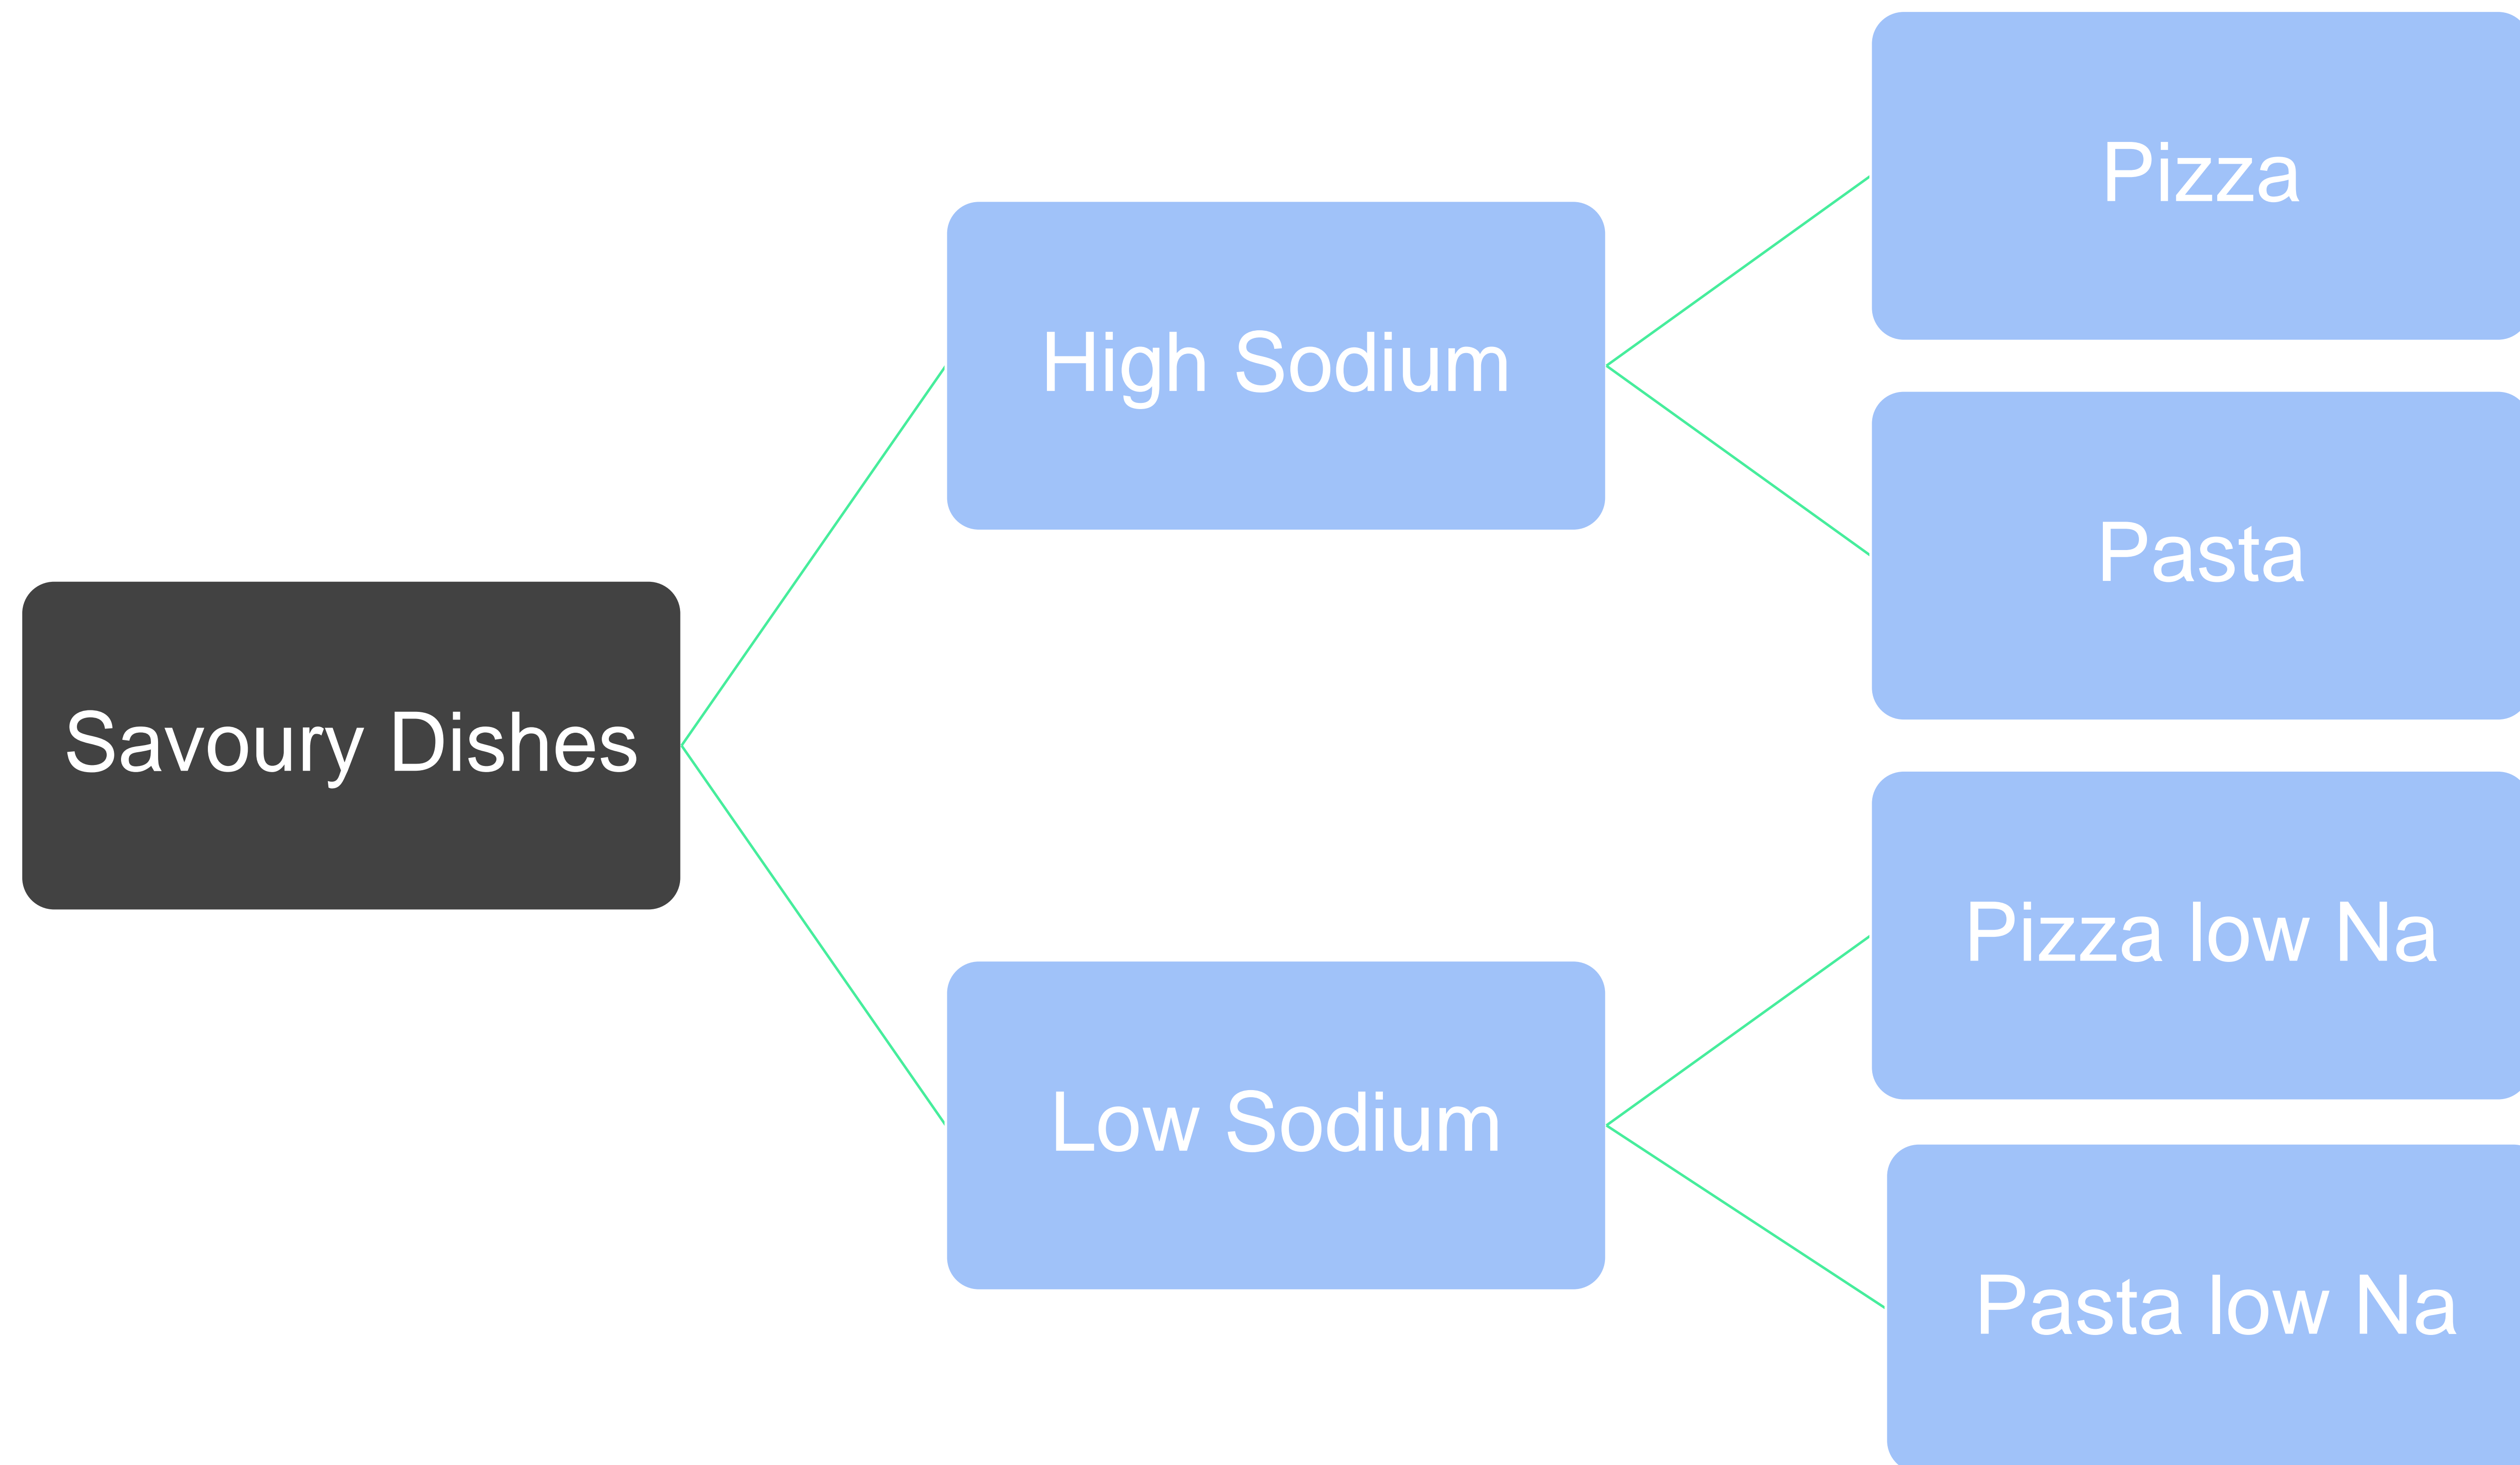 Savoury Dishes
High Sodium
Low Sodium
Pizza
Pasta
Pizza low Na
Pasta low Na